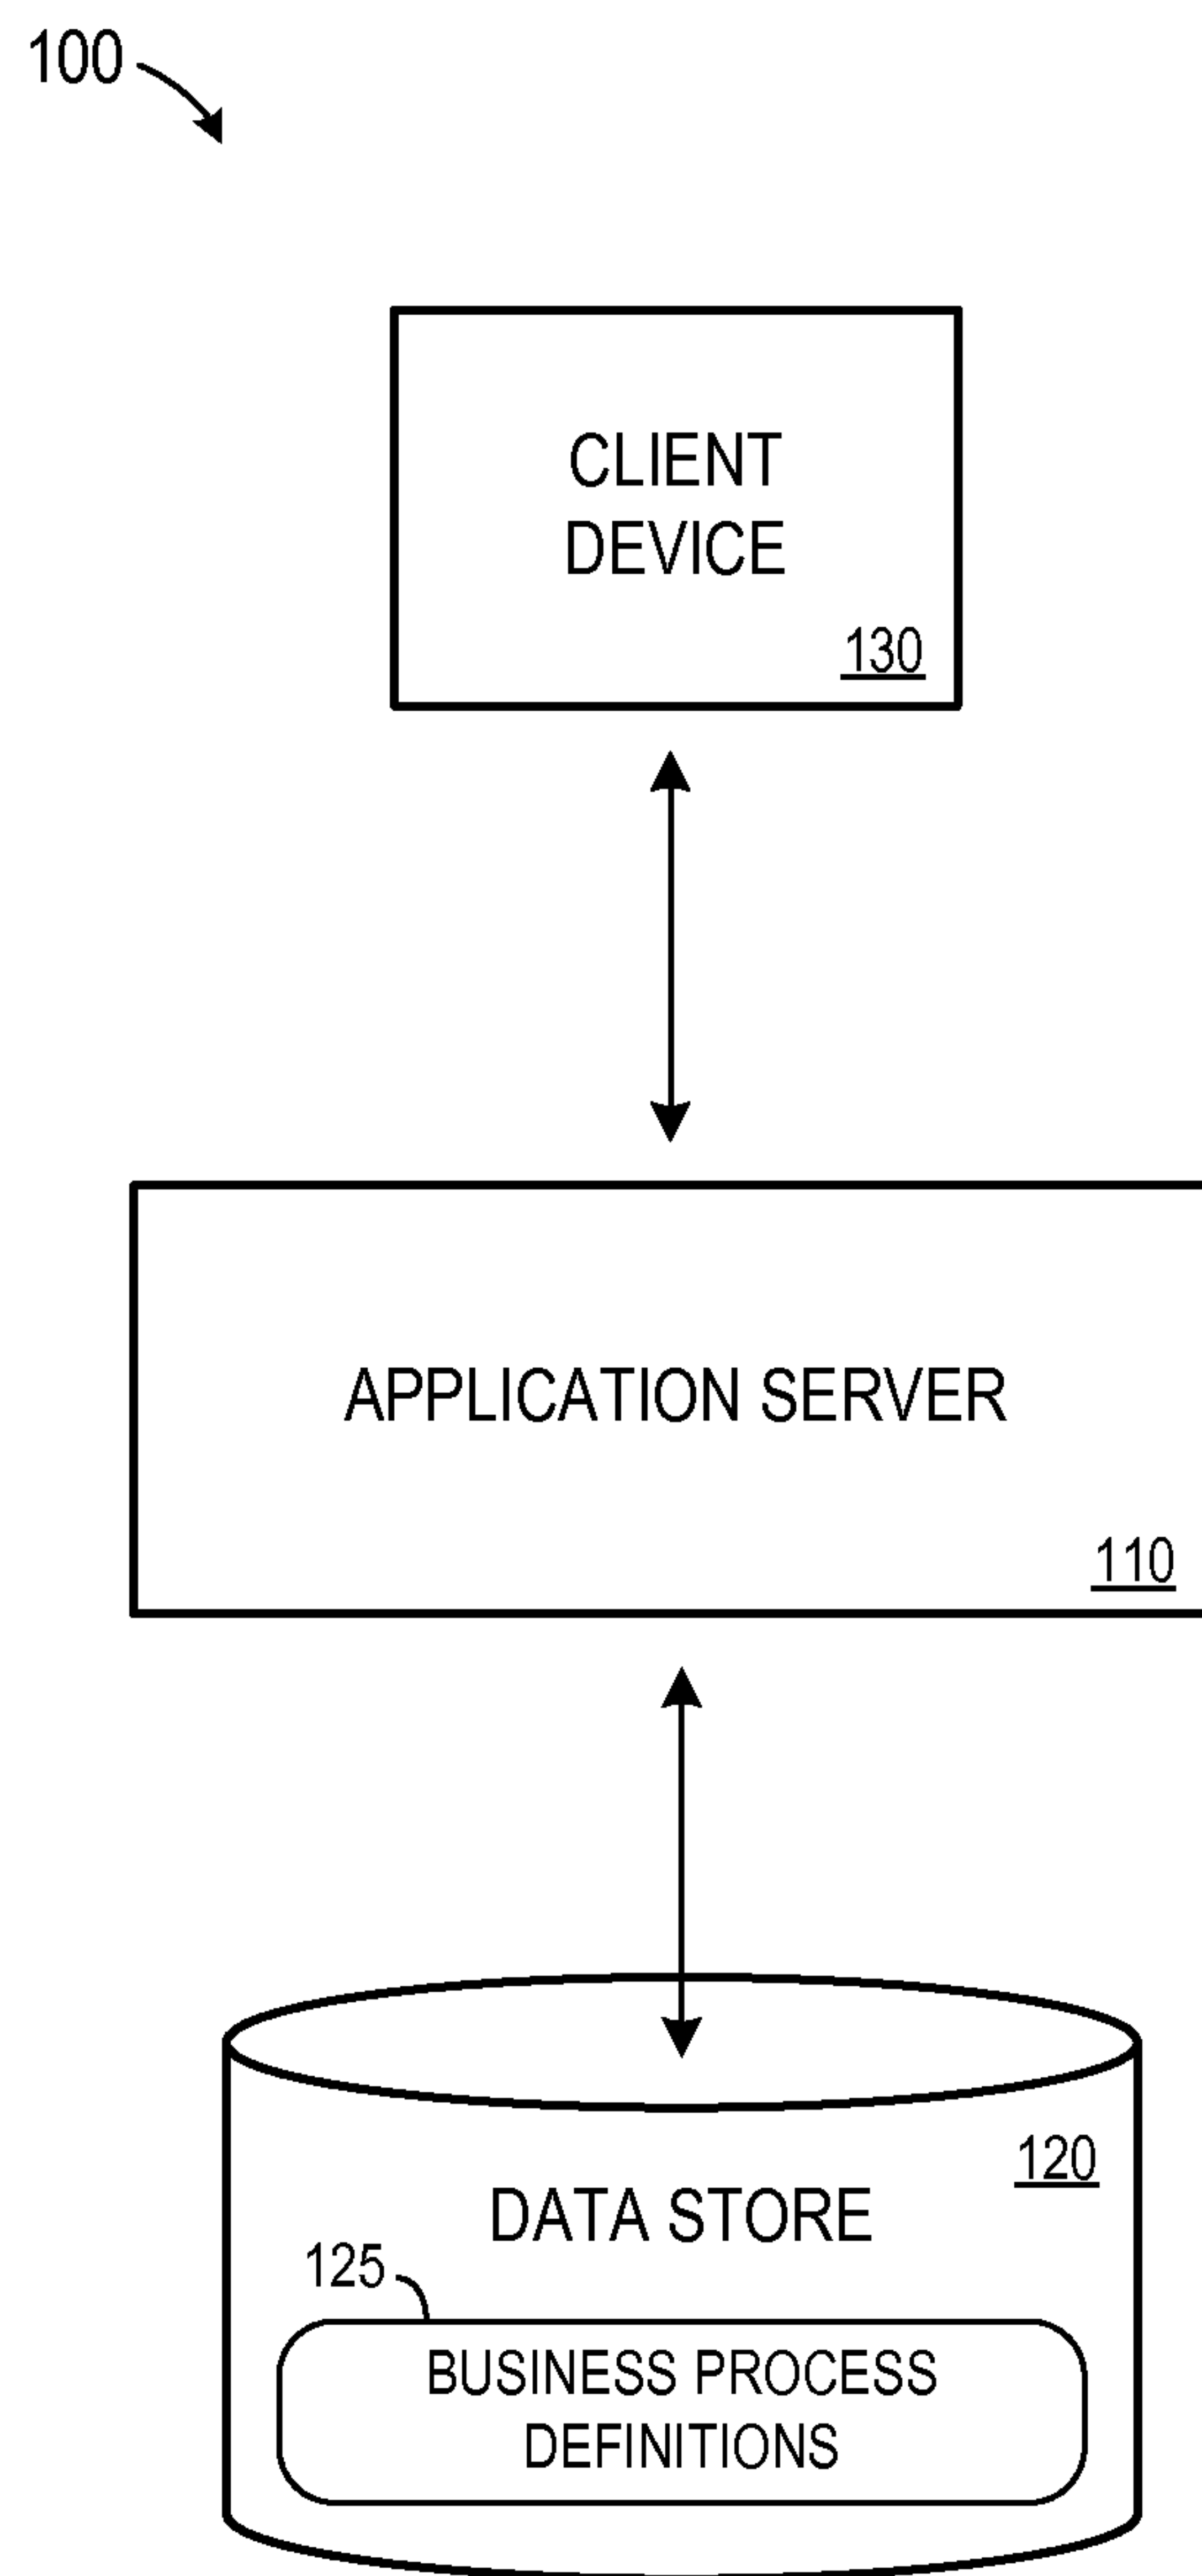 100
CLIENT
DEVICE
130
APPLICATION SERVER
110
120
DATA STORE
125
BUSINESS PROCESS
DEFINITIONS